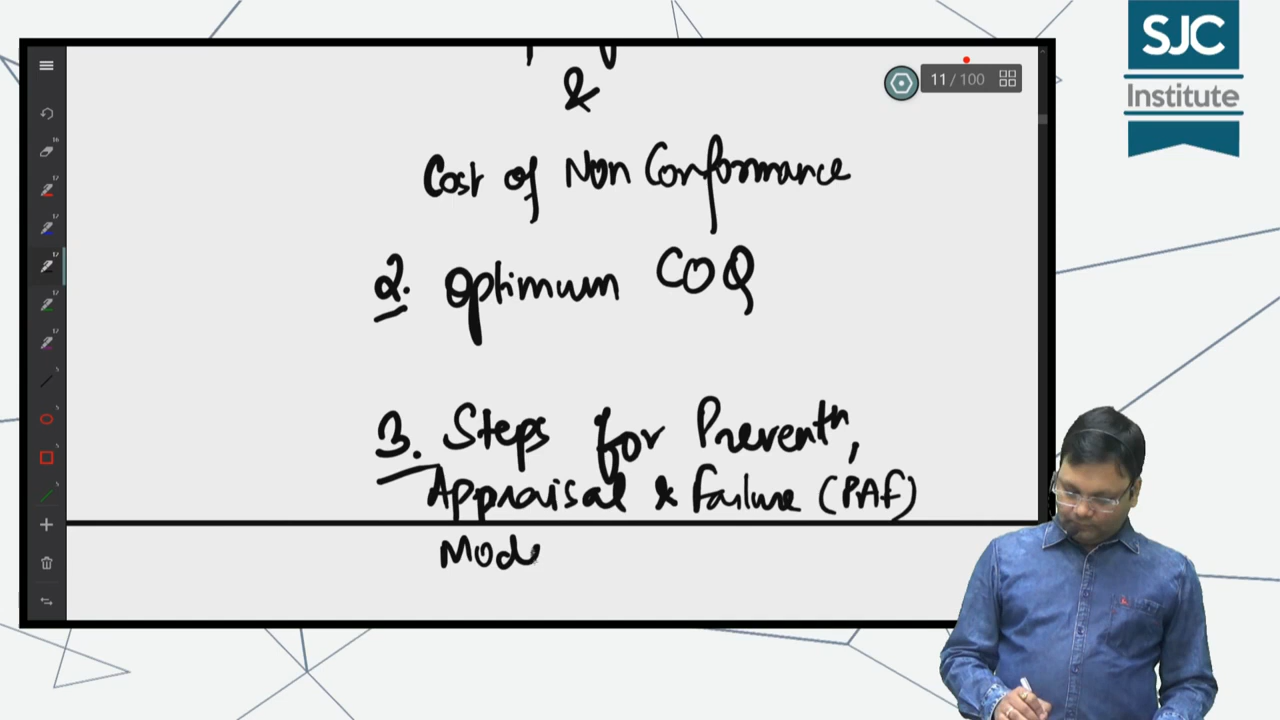 &
Cost of Non Conformance
2. Optimum COQ
3. Steps for Preventn,
Appraisal & Failure (PAF)
Mode
11 / 100
SJC
Institute